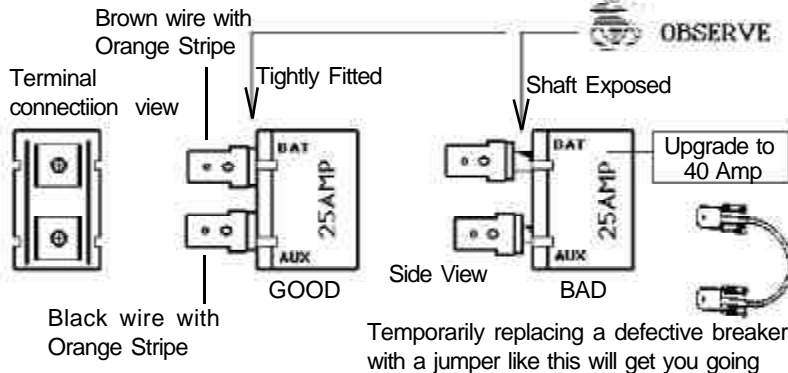 Brown wire with
Orange Stripe
OBSERVE
Terminal
connectiion view
Tightly Fitted
Shaft Exposed
BAT
25AMP
AUX
GOOD
BAT
25AMP
AUX
BAD
Upgrade to
40 Amp
Side View
Black wire with
Orange Stripe
Temporarily replacing a defective breaker
with a jumper like this will get you going